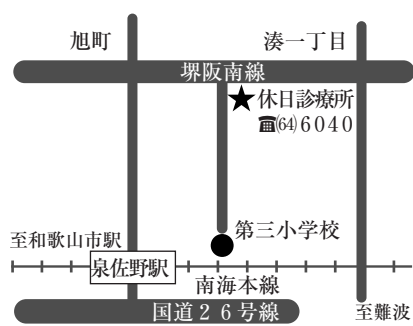 旭町
湊一丁目
堺阪南線
★休日診療所
☎(64)6040
第三小学校
至和歌山市駅
泉佐野駅
南海本線
国道26号線
至難波